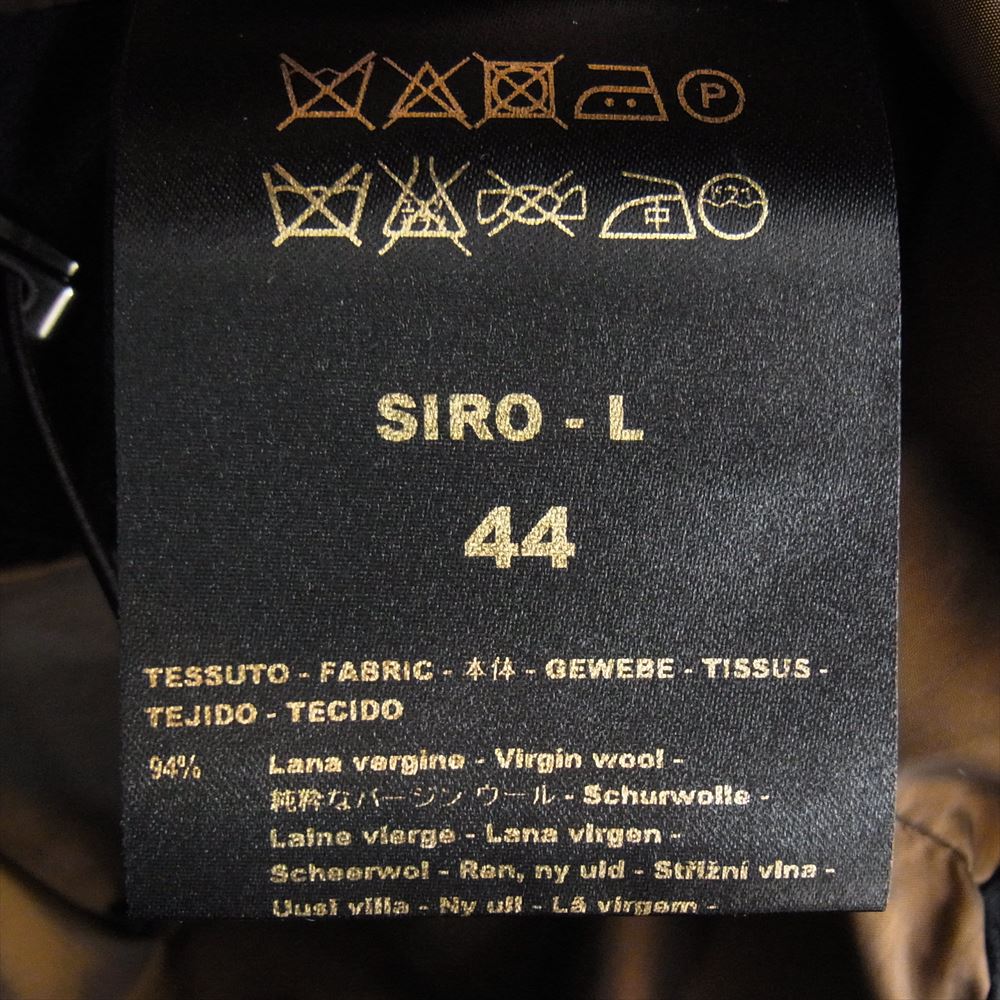 P
中
SIRO - L
44
TESSUTO - FABRIC - 本体 - GEWEBE - TISSUS -
TEJIDO - TECIDO
94% Lana vergine - Virgin wool -
純粋なバージン ウール - Schurwolle -
Laine vierge - Lana virgen -
Scheerwol - Ren, ny uld - Střižní vlna -
Uusi villa - Ny ull - Lã virgem -